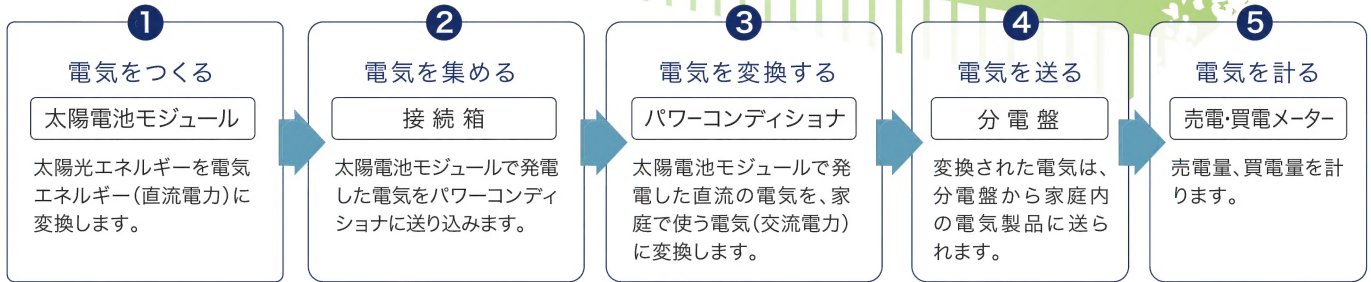 1
電気をつくる
太陽電池モジュール
太陽光エネルギーを電気
エネルギー(直流電力)に
変換します。
2
電気を集める
接続箱
太陽電池モジュールで発電
した電気をパワーコンディ
ショナに送り込みます。
3
電気を変換する
パワーコンディショナ
太陽電池モジュールで発
電した直流の電気を、家
庭で使う電気(交流電力)
に変換します。
4
電気を送る
分電盤
変換された電気は、
分電盤から家庭内
の電気製品に送ら
れます。
5
電気を計る
売電・買電メーター
売電量、買電量を計
ります。